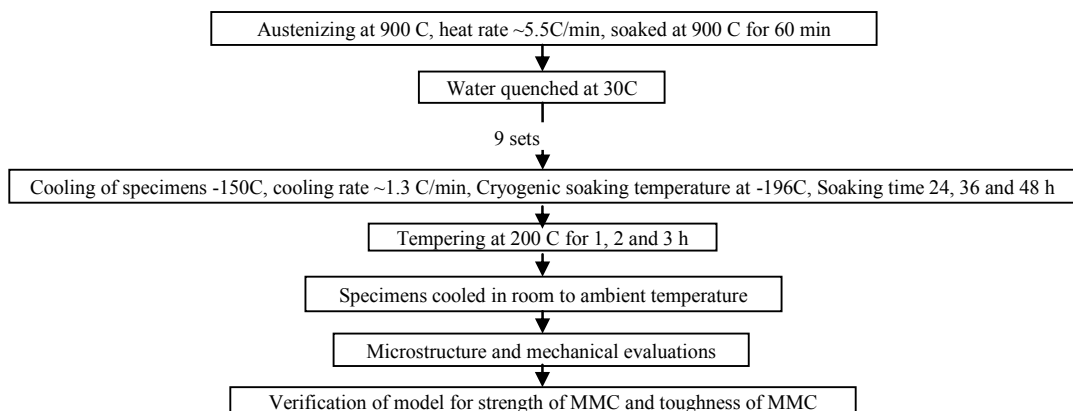 Austenizing at 900 C, heat rate ~5.5C/min, soaked at 900 C for 60 min
Water quenched at 30C
9 sets
Cooling of specimens -150C, cooling rate ~1.3 C/min, Cryogenic soaking temperature at -196C, Soaking time 24, 36 and 48 h
Tempering at 200 C for 1, 2 and 3 h
Specimens cooled in room to ambient temperature
Microstructure and mechanical evaluations
Verification of model for strength of MMC and toughness of MMC